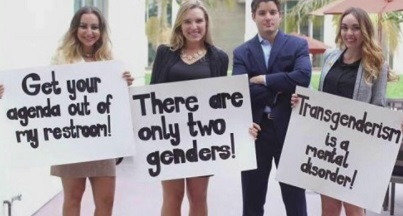 Get your
agenda out of
my restroom!
There are
only two
genders!
Transgenderism
is a
mental
disorder!